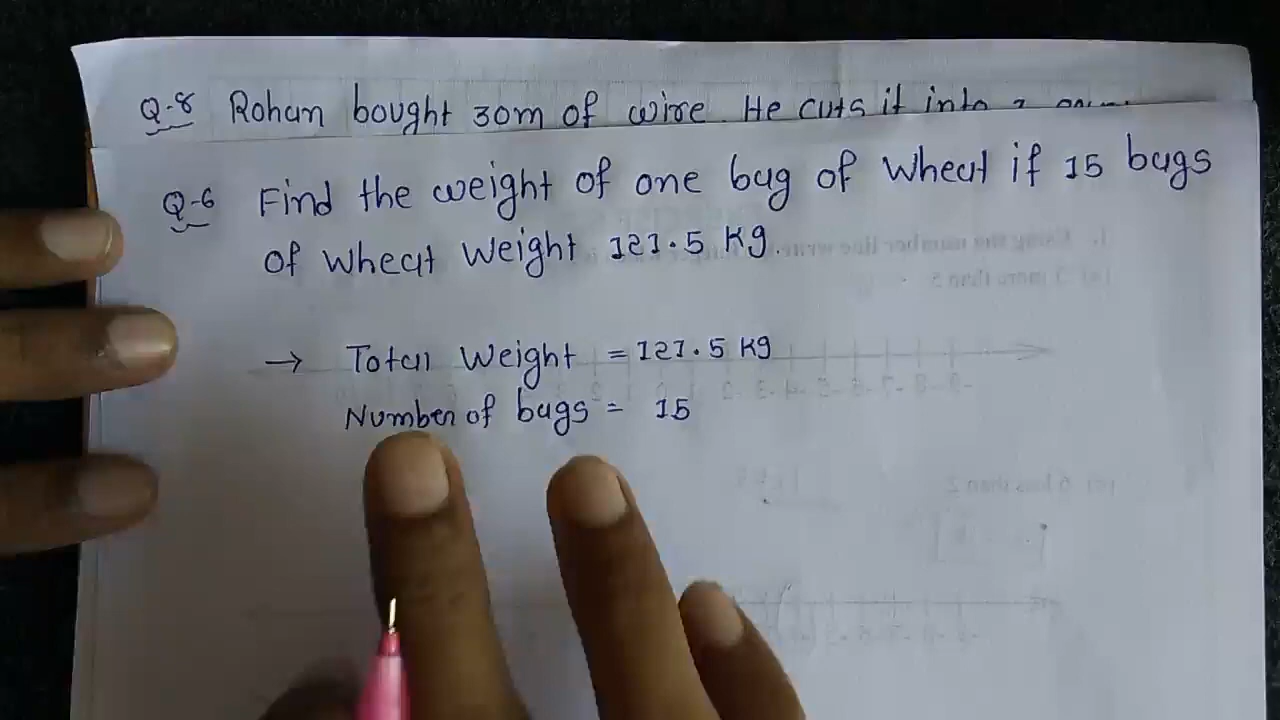 Q-8 Rohan bought 30m of wire. He cuts it into
Q-6 Find the weight of one bag of wheat if 15 bags
of wheat weight 121.5 Kg.
→ Total Weight = 121.5 Kg
Number of bags = 15